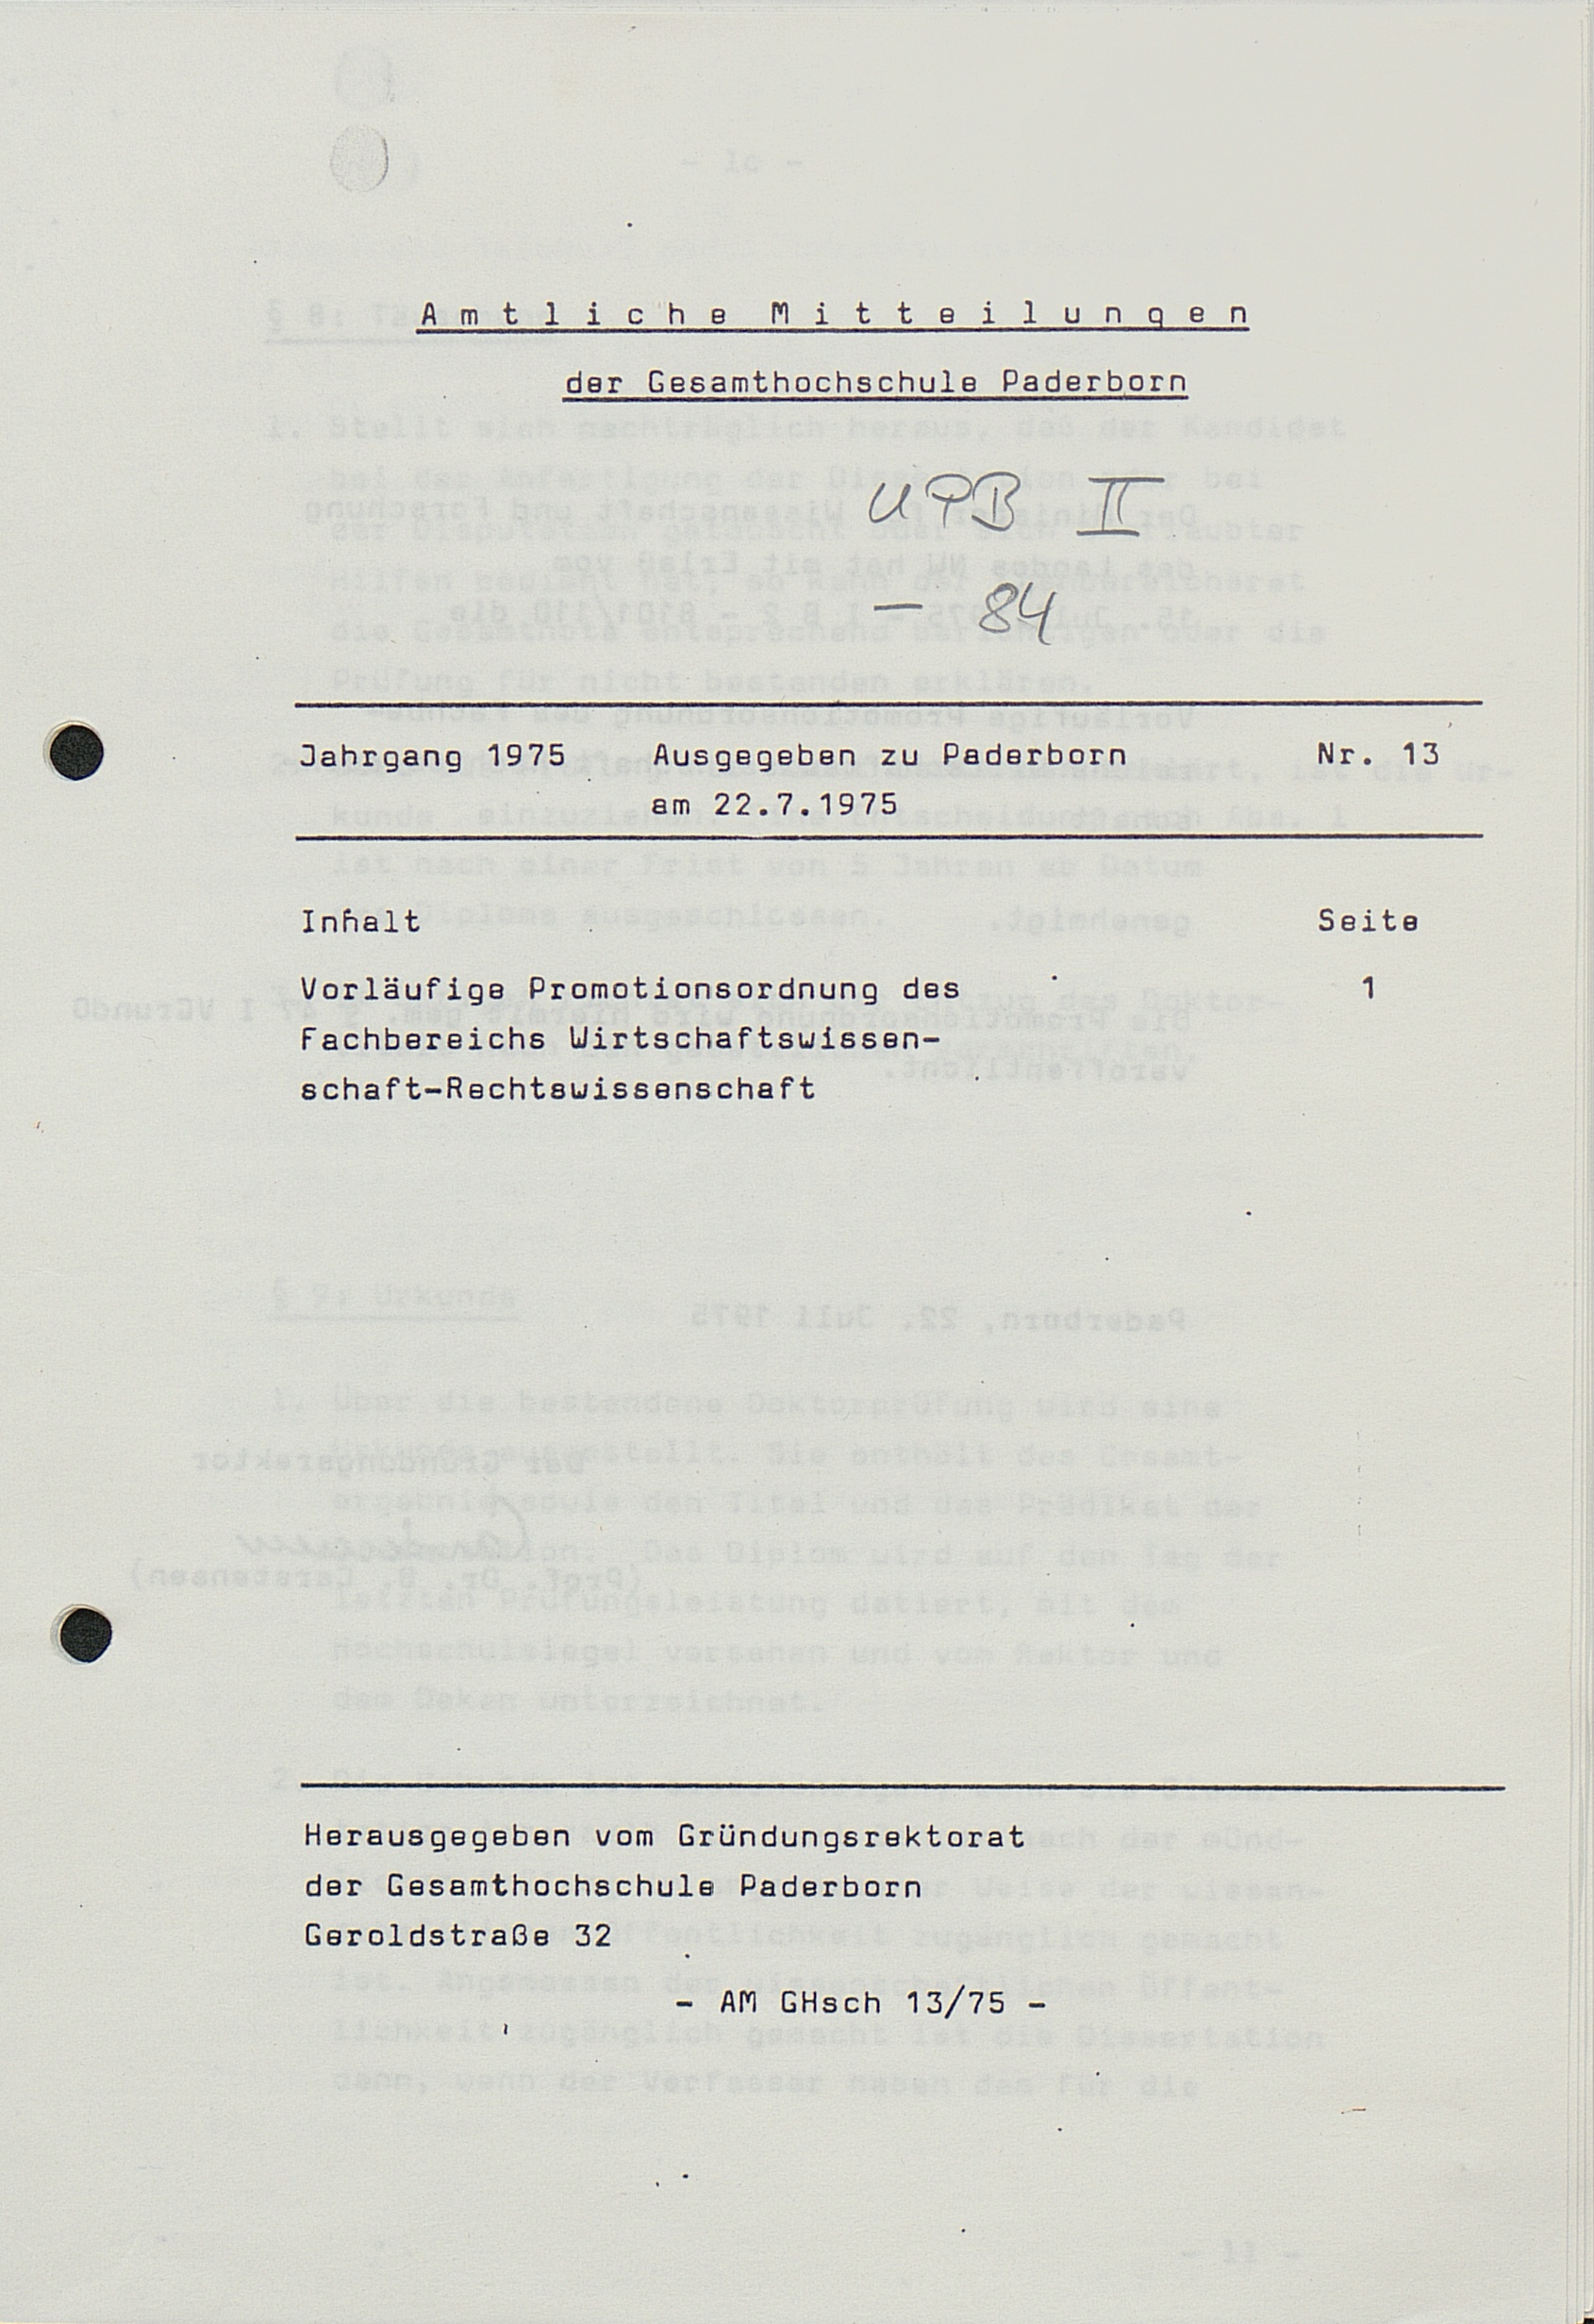 Amtliche Mitteilungen
der Gesamthochschule Paderborn
UPB II
- 84
Jahrgang 1975 Ausgegeben zu Paderborn Nr. 13
am 22.7.1975
Inhalt Seite
Vorläufige Promotionsordnung des 1
Fachbereichs Wirtschaftswissen-
schaft-Rechtswissenschaft
Herausgegeben vom Gründungsrektorat
der Gesamthochschule Paderborn
Geroldstraße 32
- AM GHsch 13/75 -